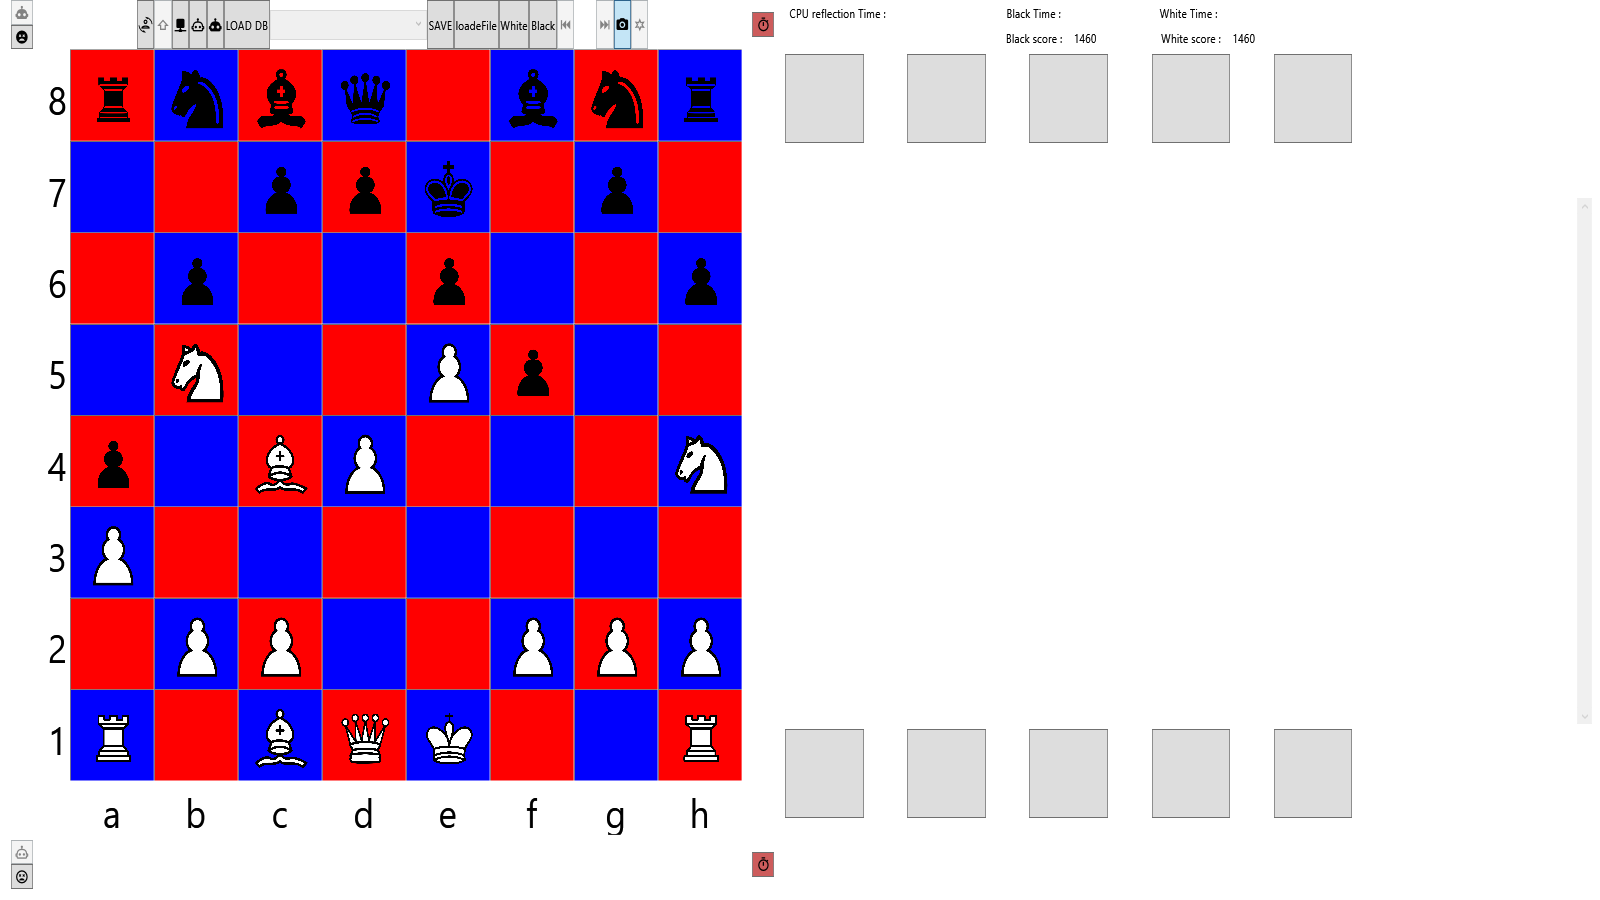 LOAD DB SAVE loadeFile White Black
CPU reflection Time :
Black Time :
White Time :
Black score : 1460
White score : 1460
8
7
6
5
4
3
2
1
a b c d e f g h